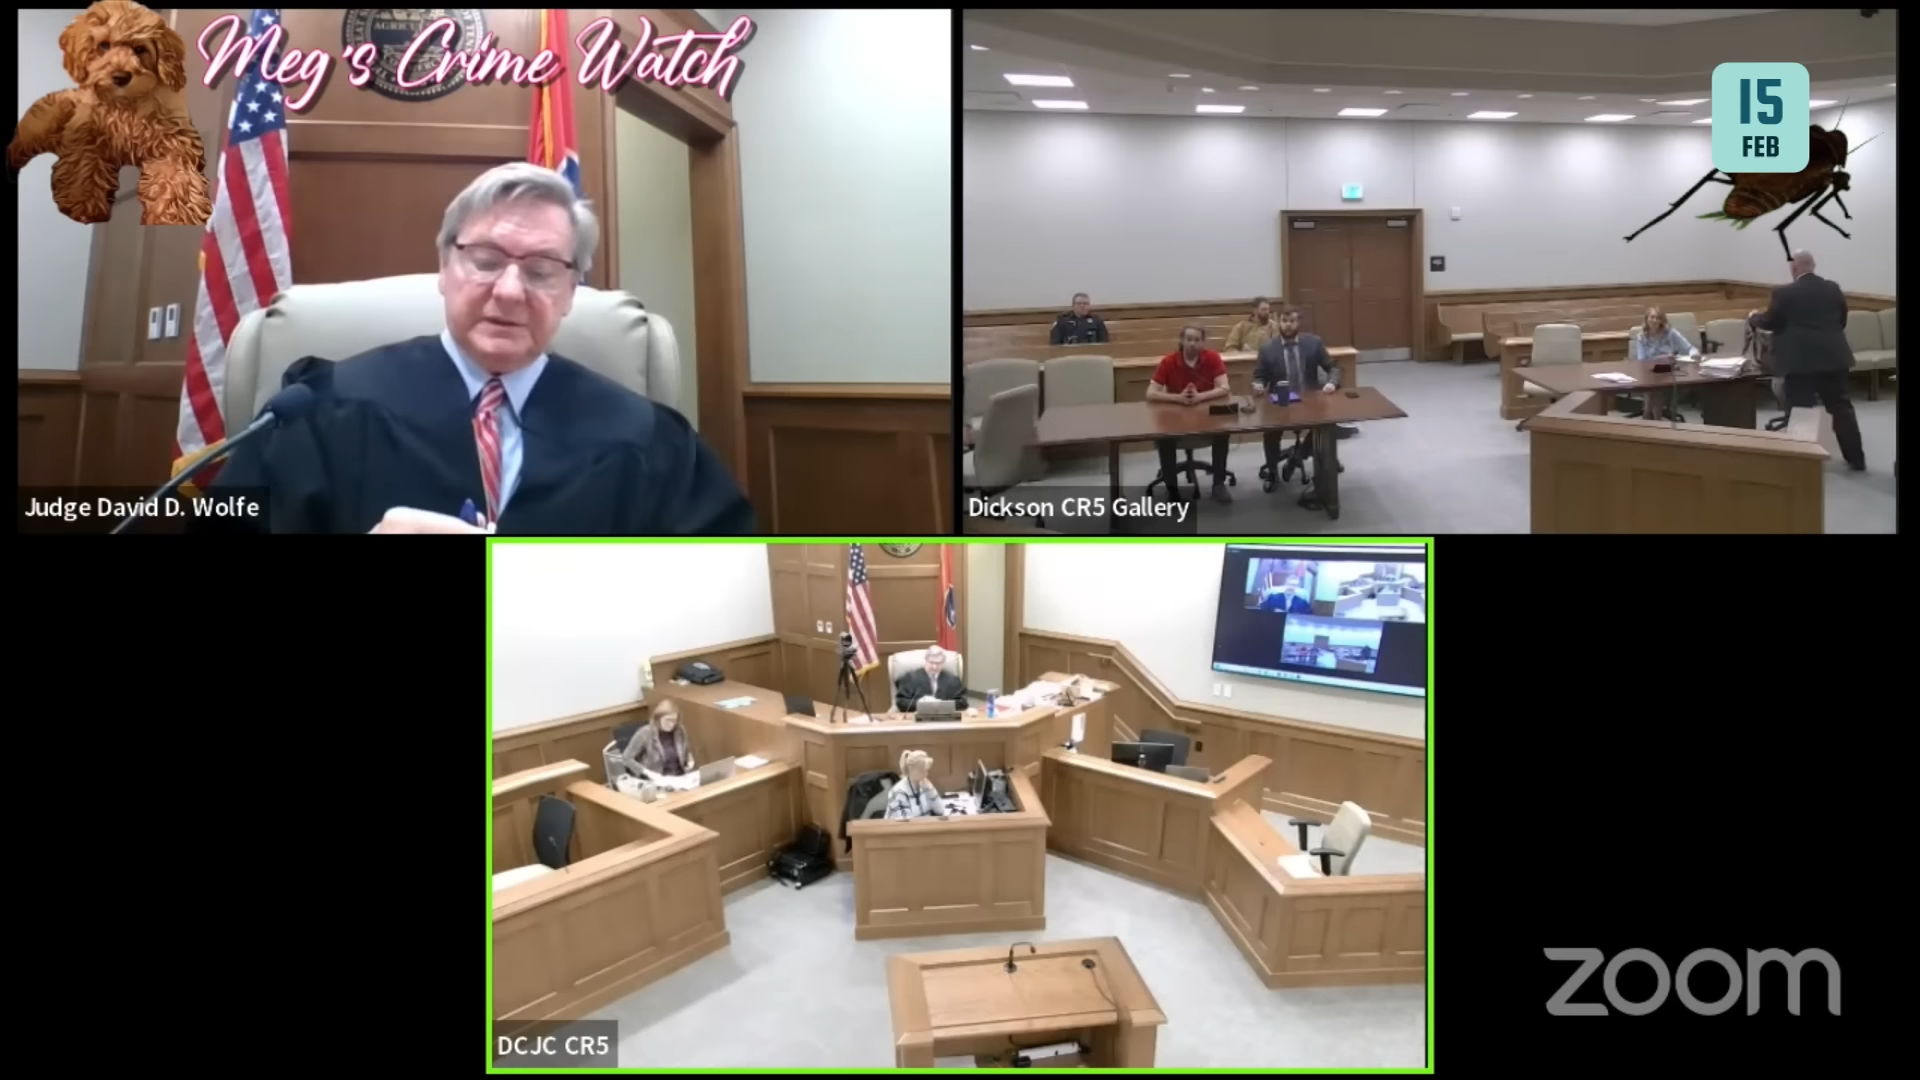 Meg's Crime Watch
15
FEB
Judge David D. Wolfe
Dickson CR5 Gallery
DCJC CR5
zoom